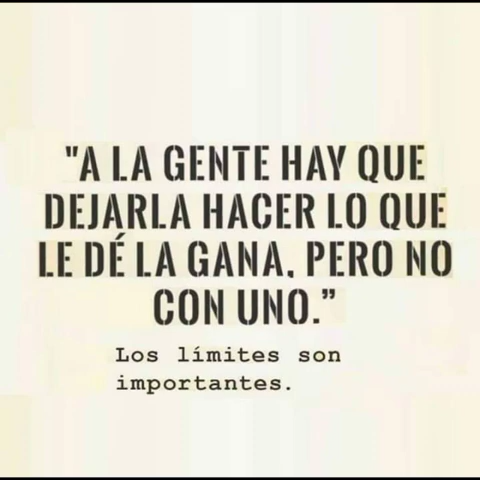 "A LA GENTE HAY QUE
DEJARLA HACER LO QUE
LE DÉ LA GANA, PERO NO
CON UNO.”
Los límites son
importantes.